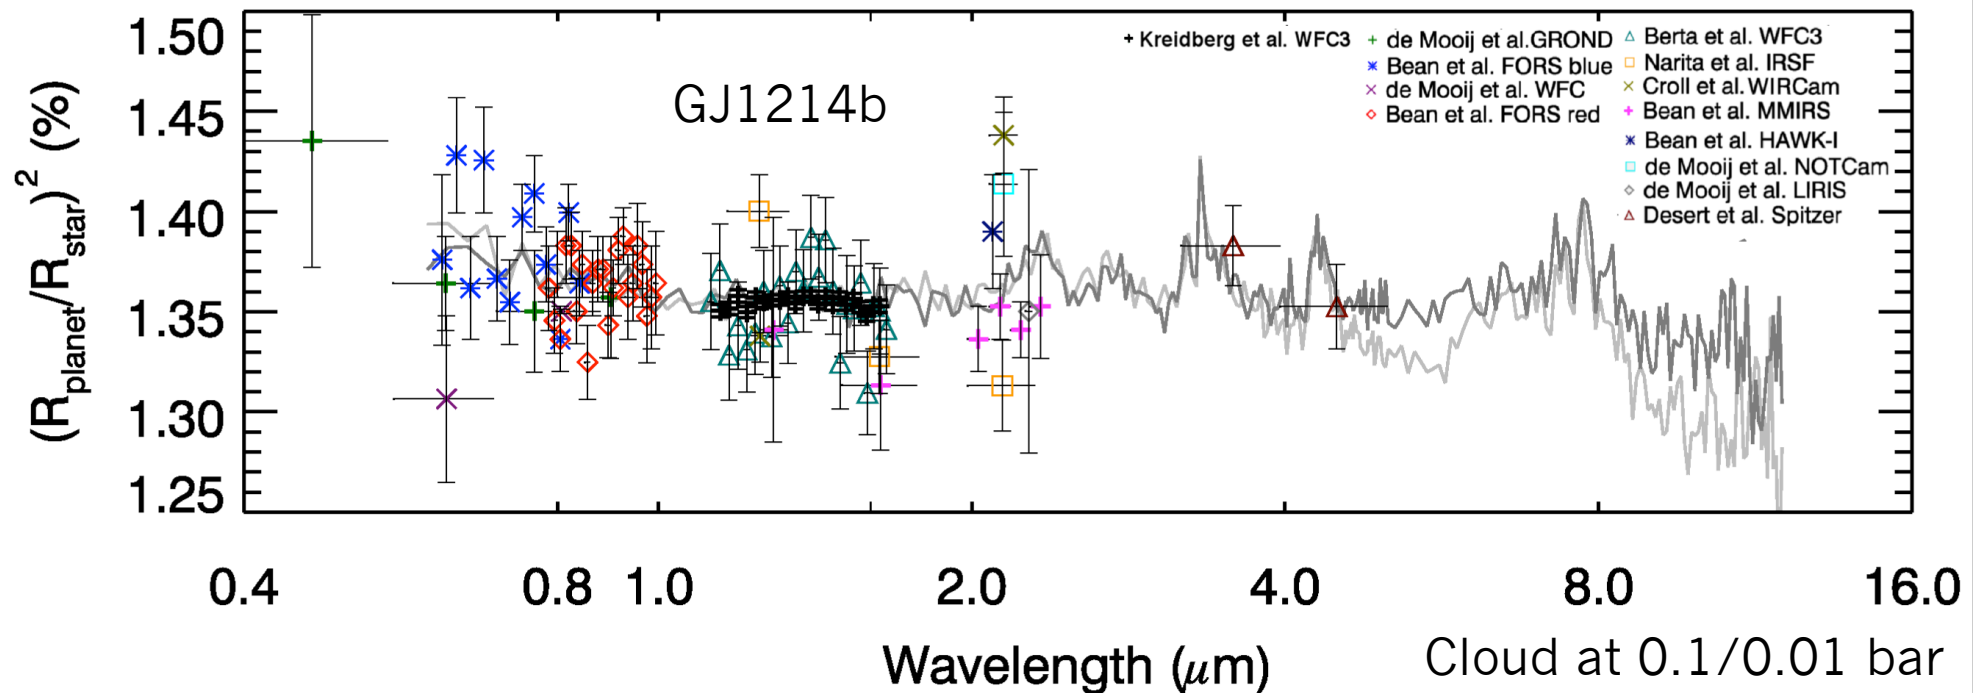 1.50
1.45
1.40
1.35
1.30
1.25
(Rplanet/Rstar)2 (%)
GJ1214b
Kreidberg et al. WFC3
de Mooij et al.GROND
Bean et al. FORS blue
de Mooij et al. WFC
Bean et al. FORS red
Berta et al. WFC3
Narita et al. IRSF
Croll et al. WIRCam
Bean et al. MMIRS
Bean et al. HAWK-I
de Mooij et al. NOTCam
de Mooij et al. LIRIS
Desert et al. Spitzer
0.4 0.8 1.0 2.0 4.0 8.0 16.0
Wavelength (μm)
Cloud at 0.1/0.01 bar